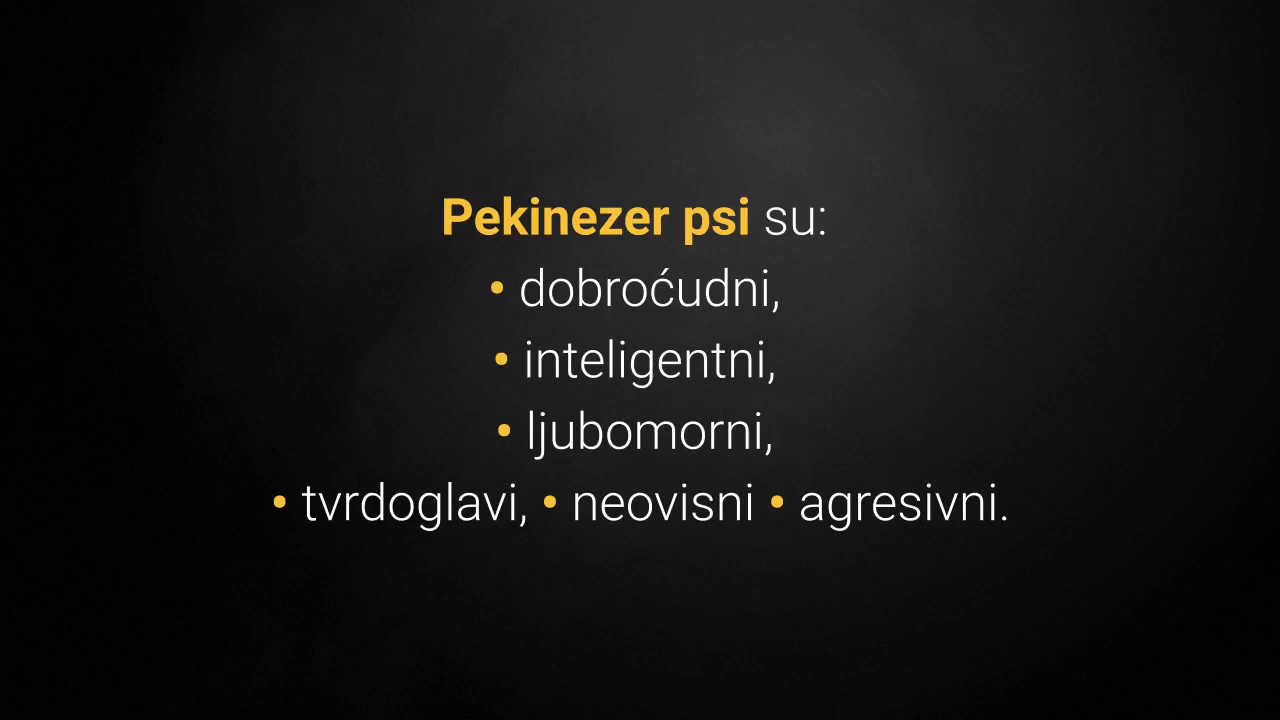 Pekinezer psi su:
• dobroćudni,
• inteligentni,
• ljubomorni,
• tvrdoglavi, • neovisni • agresivni.